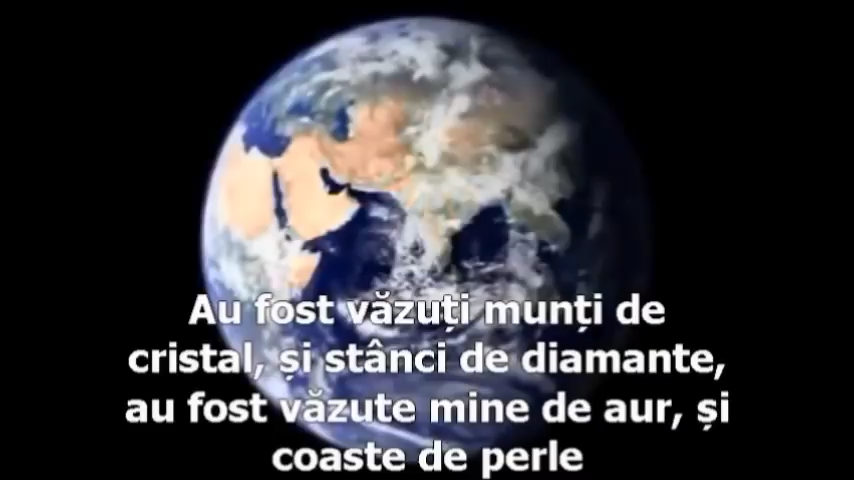 Au fost văzuți munți de
cristal, și stânci de diamante,
au fost văzute mine de aur, și
coaste de perle